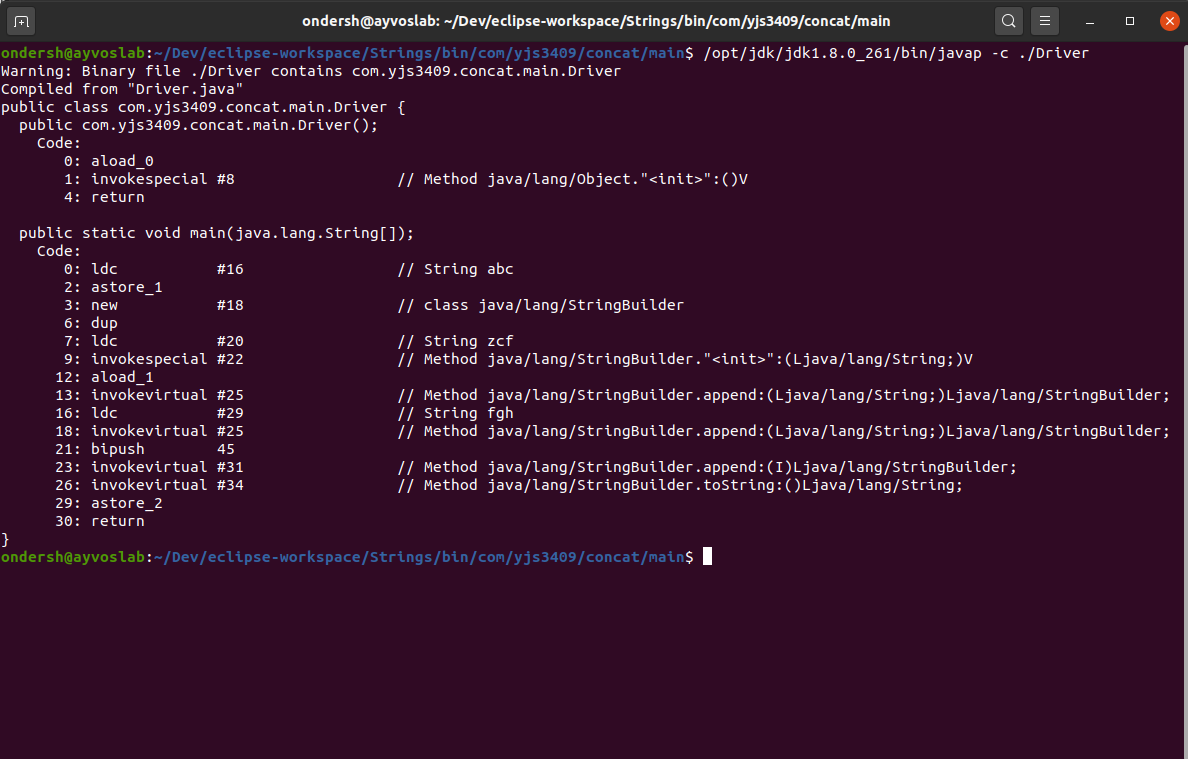 ondersh@ayvoslab: ~/Dev/eclipse-workspace/Strings/bin/com/yjs3409/concat/main
ondersh@ayvoslab:~/Dev/eclipse-workspace/Strings/bin/com/yjs3409/concat/main$ /opt/jdk/jdk1.8.0_261/bin/javap -c ./Driver
Warning: Binary file ./Driver contains com.yjs3409.concat.main.Driver
Compiled from "Driver.java"
public class com.yjs3409.concat.main.Driver {
  public com.yjs3409.concat.main.Driver();
    Code:
       0: aload_0
       1: invokespecial #8                  // Method java/lang/Object."<init>":()V
       4: return

  public static void main(java.lang.String[]);
    Code:
       0: ldc           #16                 // String abc
       2: astore_1
       3: new           #18                 // class java/lang/StringBuilder
       6: dup
       7: ldc           #20                 // String zcf
       9: invokespecial #22                 // Method java/lang/StringBuilder."<init>":(Ljava/lang/String;)V
      12: aload_1
      13: invokevirtual #25                 // Method java/lang/StringBuilder.append:(Ljava/lang/String;)Ljava/lang/StringBuilder;
      16: ldc           #29                 // String fgh
      18: invokevirtual #25                 // Method java/lang/StringBuilder.append:(Ljava/lang/String;)Ljava/lang/StringBuilder;
      21: bipush        45
      23: invokevirtual #31                 // Method java/lang/StringBuilder.append:(I)Ljava/lang/StringBuilder;
      26: invokevirtual #34                 // Method java/lang/StringBuilder.toString:()Ljava/lang/String;
      29: astore_2
      30: return
}
ondersh@ayvoslab:~/Dev/eclipse-workspace/Strings/bin/com/yjs3409/concat/main$